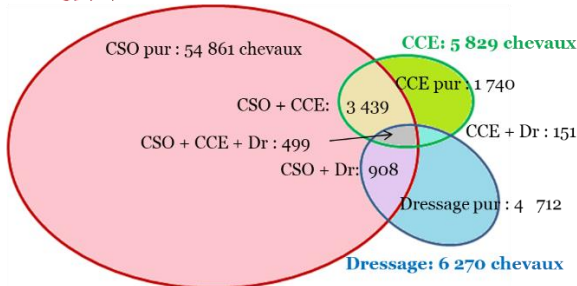 CSO pur : 54 861 chevaux
CCE: 5 829 chevaux
CCE pur : 1 740
CSO + CCE: 3 439
CCE + Dr : 151
CSO + CCE + Dr : 499
CSO + Dr: 908
Dressage pur : 4 712
Dressage: 6 270 chevaux